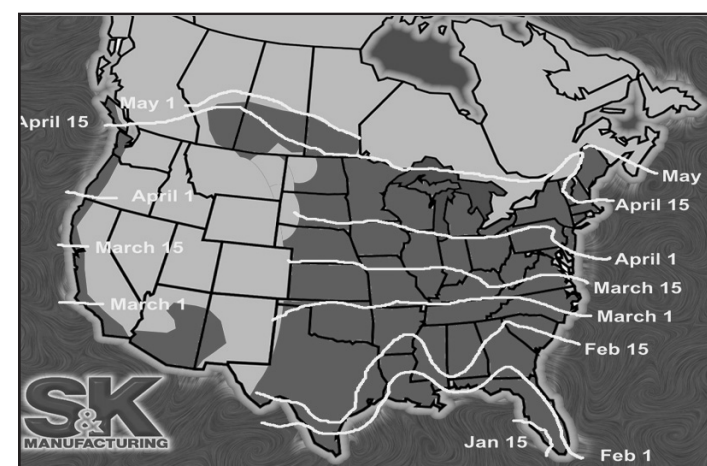 May 1
April 15
April 1
March 15
March 1
May
April 15
April 1
March 15
March 1
Feb 15
Jan 15
Feb 1
S&K
MANUFACTURING